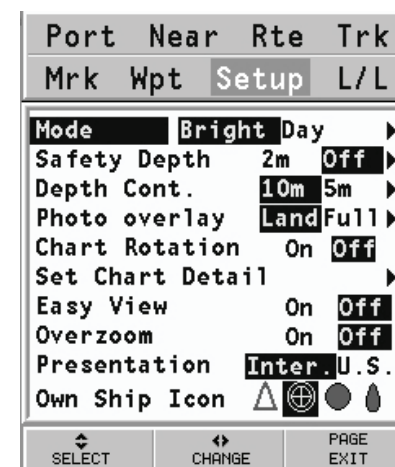 Port Near Rte Trk
Mrk Wpt Setup L/L
Mode Bright Day
Safety Depth 2m Off
Depth Cont. 10m 5m
Photo overlay Land Full
Chart Rotation On Off
Set Chart Detail
Easy View On Off
Overzoom On Off
Presentation Inter. U.S.
Own Ship Icon
SELECT CHANGE PAGE EXIT